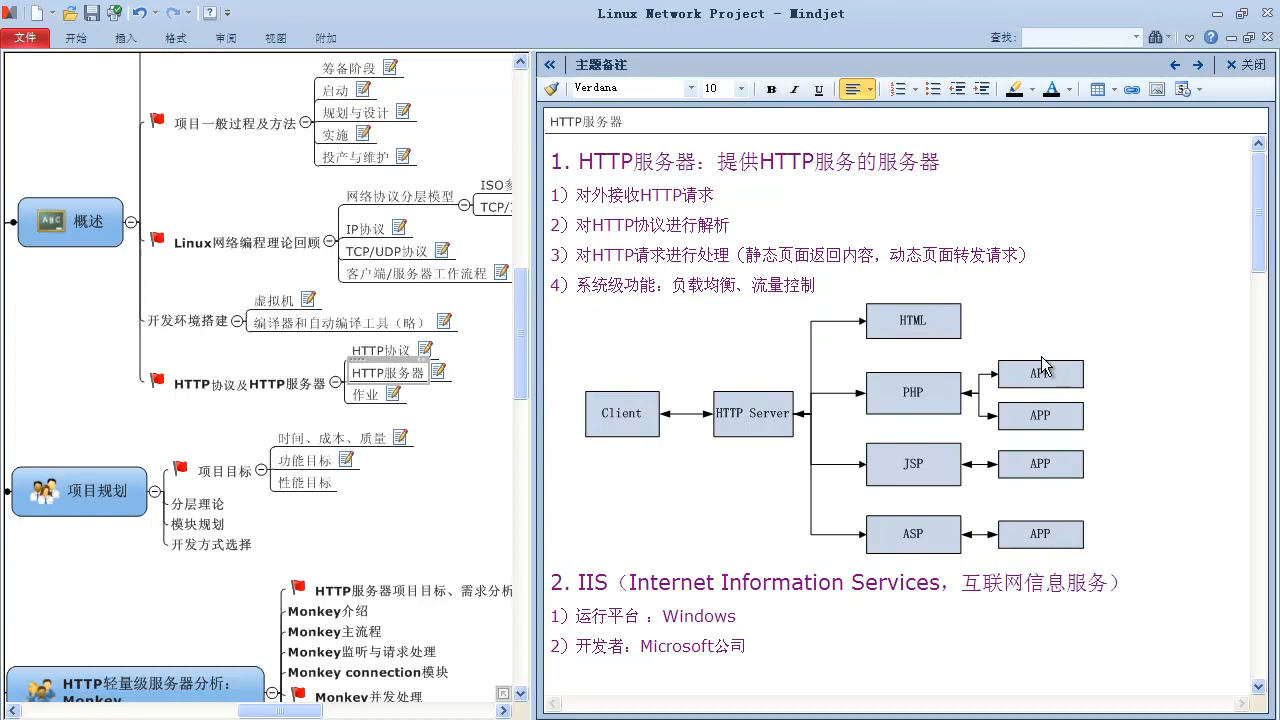 Linux Network Project - Mindjet
文件 开始 插入 格式 审阅 视图 附加 查找:
筹备阶段
启动
规划与设计
实施
投产与维护
项目一般过程及方法
概述
网络协议分层模型
TCP/
IP协议
TCP/UDP协议
客户端/服务器工作流程
Linux网络编程理论回顾
虚拟机
编译器和自动编译工具（略）
开发环境搭建
HTTP协议
HTTP服务器
作业
HTTP协议及HTTP服务器
时间、成本、质量
功能目标
性能目标
项目目标
项目规划
分层理论
模块规划
开发方式选择
HTTP服务器项目目标、需求分析
Monkey介绍
Monkey主流程
Monkey监听与请求处理
Monkey connection模块
Monkey并发处理
HTTP轻量级服务器分析:
Monkey
主题备注 关闭
Verdana 10
HTTP服务器
1. HTTP服务器：提供HTTP服务的服务器
1）对外接收HTTP请求
2）对HTTP协议进行解析
3）对HTTP请求进行处理（静态页面返回内容，动态页面转发请求）
4）系统级功能：负载均衡、流量控制
HTML
PHP
APP
Client
HTTP Server
JSP
APP
ASP
APP
2. IIS（Internet Information Services，互联网信息服务）
1）运行平台 ：Windows
2）开发者：Microsoft公司